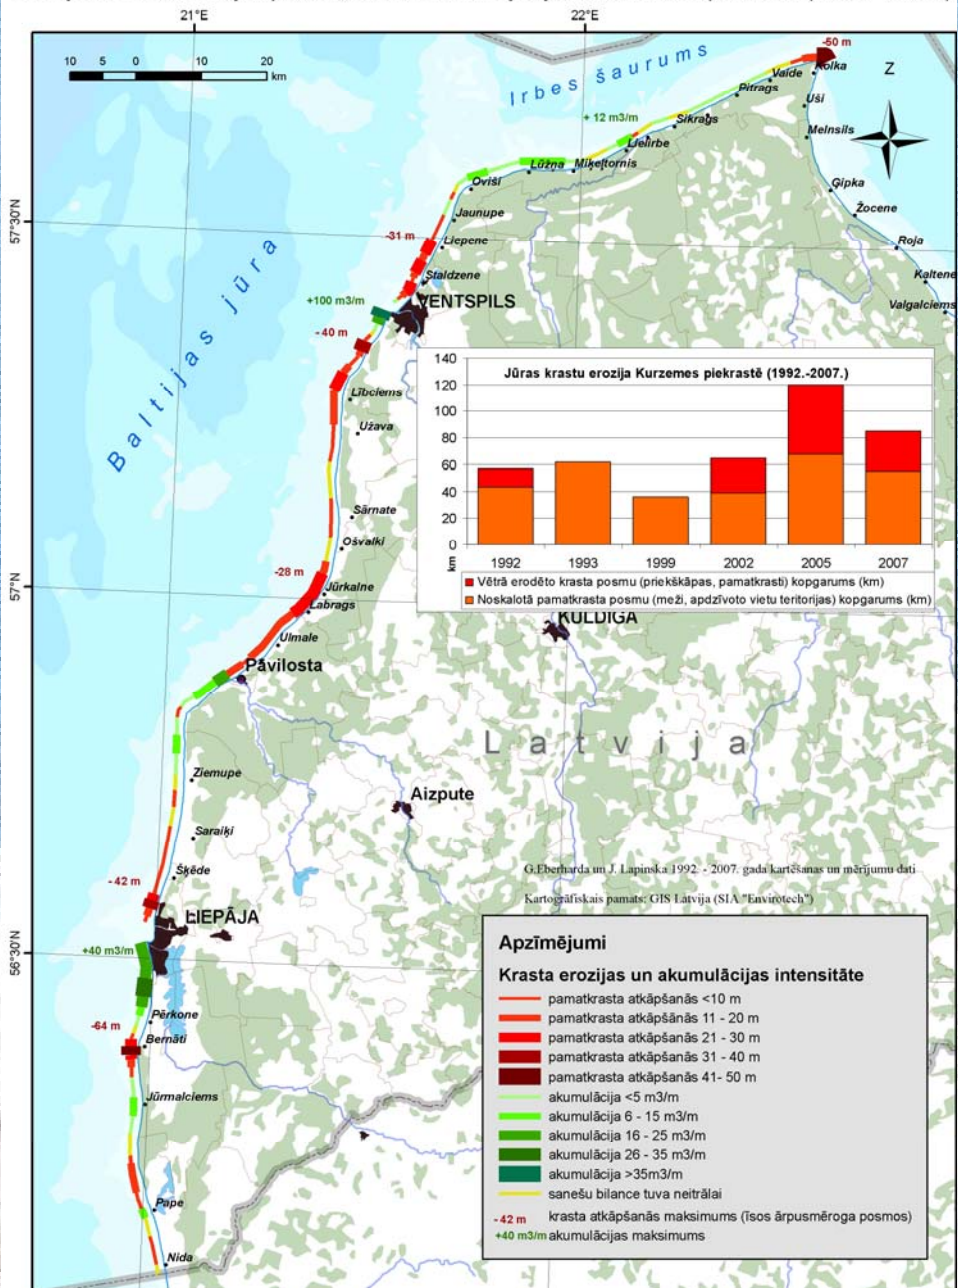 21°E
22°E
10 5 0 10 20
km
-50 m
Kolka
Z
Irbes šaurums
Vaide
Pitrags
Uši
+ 12 m3/m
Sīkrags
Melnsils
Lielirbe
Lūžna
Miķeļtornis
Oviši
Ģipka
57°30'N
Jaunupe
Žocene
-31 m
Liepene
Roja
Staldzene
Kaltene
+100 m3/m
VENTSPILS
Valgalciems
- 40 m
Baltijas jūra
Lībciems
Užava
Sārnate
Ošvalki
Jūras krastu erozija Kurzemes piekrastē (1992.-2007.)
140
120
100
80
60
40
20
0
km
1992 1993 1999 2002 2005 2007
Vētrā erodēto krasta posmu (priekškāpas, pamatkrasti) kopgarums (km)
Noskalotā pamatkrasta posmu (meži, apdzīvoto vietu teritorijas) kopgarums (km)
-28 m
57°N
Jūrkalne
Labrags
KULDĪGA
Ulmale
Pāvilosta
Latvija
Ziemupe
Aizpute
Saraiķi
Šķēde
- 42 m
LIEPĀJA
+40 m3/m
56°30'N
Pērkone
-64 m
Bernāti
Jūrmalciems
Pape
Nida
G.Eberharda un J. Lapinska 1992. - 2007. gada kartēšanas un mērījumu dati
Kartogrāfiskais pamats: GIS Latvija (SIA "Envirotech")
Apzīmējumi
Krasta erozijas un akumulācijas intensitāte
pamatkrasta atkāpšanās <10 m
pamatkrasta atkāpšānās 11 - 20 m
pamatkrasta atkāpšānās 21 - 30 m
pamatkrasta atkāpšānās 31 - 40 m
pamatkrasta atkāpšānās 41- 50 m
akumulācija <5 m3/m
akumulācija 6 - 15 m3/m
akumulācija 16 - 25 m3/m
akumulācija 26 - 35 m3/m
akumulācija >35m3/m
sanešu bilance tuva neitrālai
- 42 m krasta atkāpšanās maksimums (īsos ārpusmēroga posmos)
+40 m3/m akumulācijas maksimums